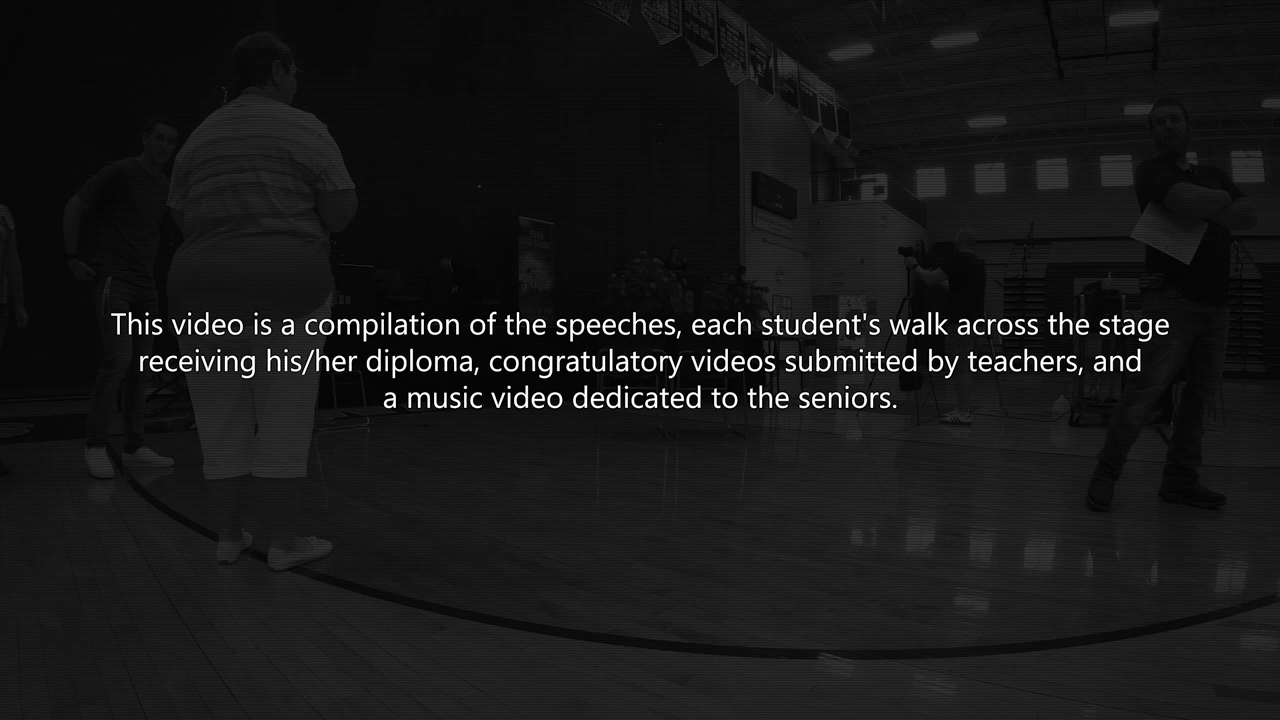 This video is a compilation of the speeches, each student's walk across the stage
receiving his/her diploma, congratulatory videos submitted by teachers, and
a music video dedicated to the seniors.